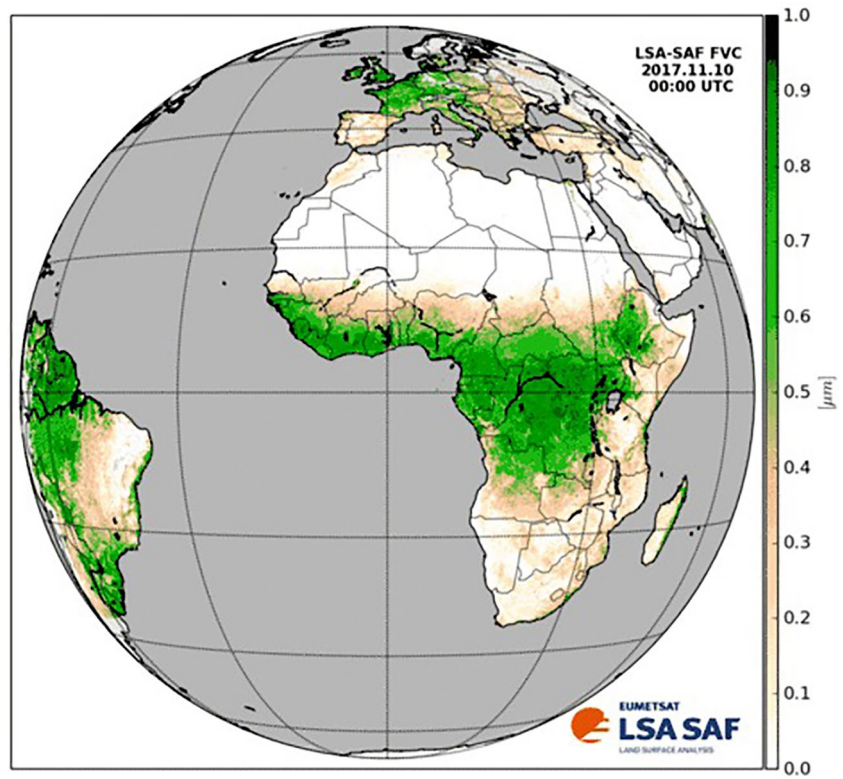 LSA-SAF FVC
2017.11.10
00:00 UTC
1.0
0.9
0.8
0.7
0.6
0.5
0.4
0.3
0.2
0.1
0.0
[μm]
EUMETSAT
LSA SAF
LAND SURFACE ANALYSIS